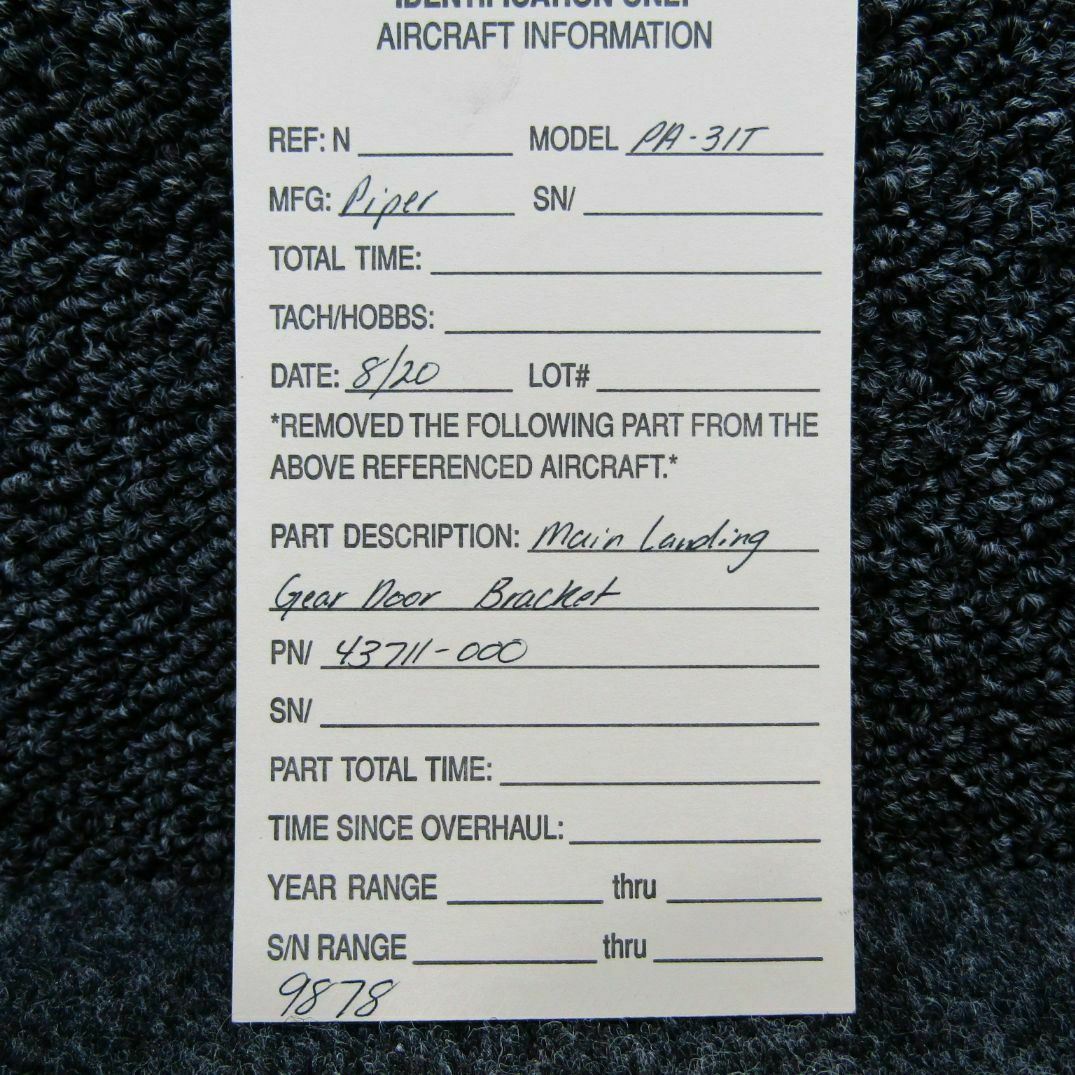 IDENTIFICATION ONLY
AIRCRAFT INFORMATION
REF: N MODEL PA-31T
MFG: Piper SN/
TOTAL TIME:
TACH/HOBBS:
DATE: 8/20 LOT#
*REMOVED THE FOLLOWING PART FROM THE
ABOVE REFERENCED AIRCRAFT.*
PART DESCRIPTION: Main Landing
Gear Door Bracket
PN/ 43711-000
SN/
PART TOTAL TIME:
TIME SINCE OVERHAUL:
YEAR RANGE thru
S/N RANGE thru
9878